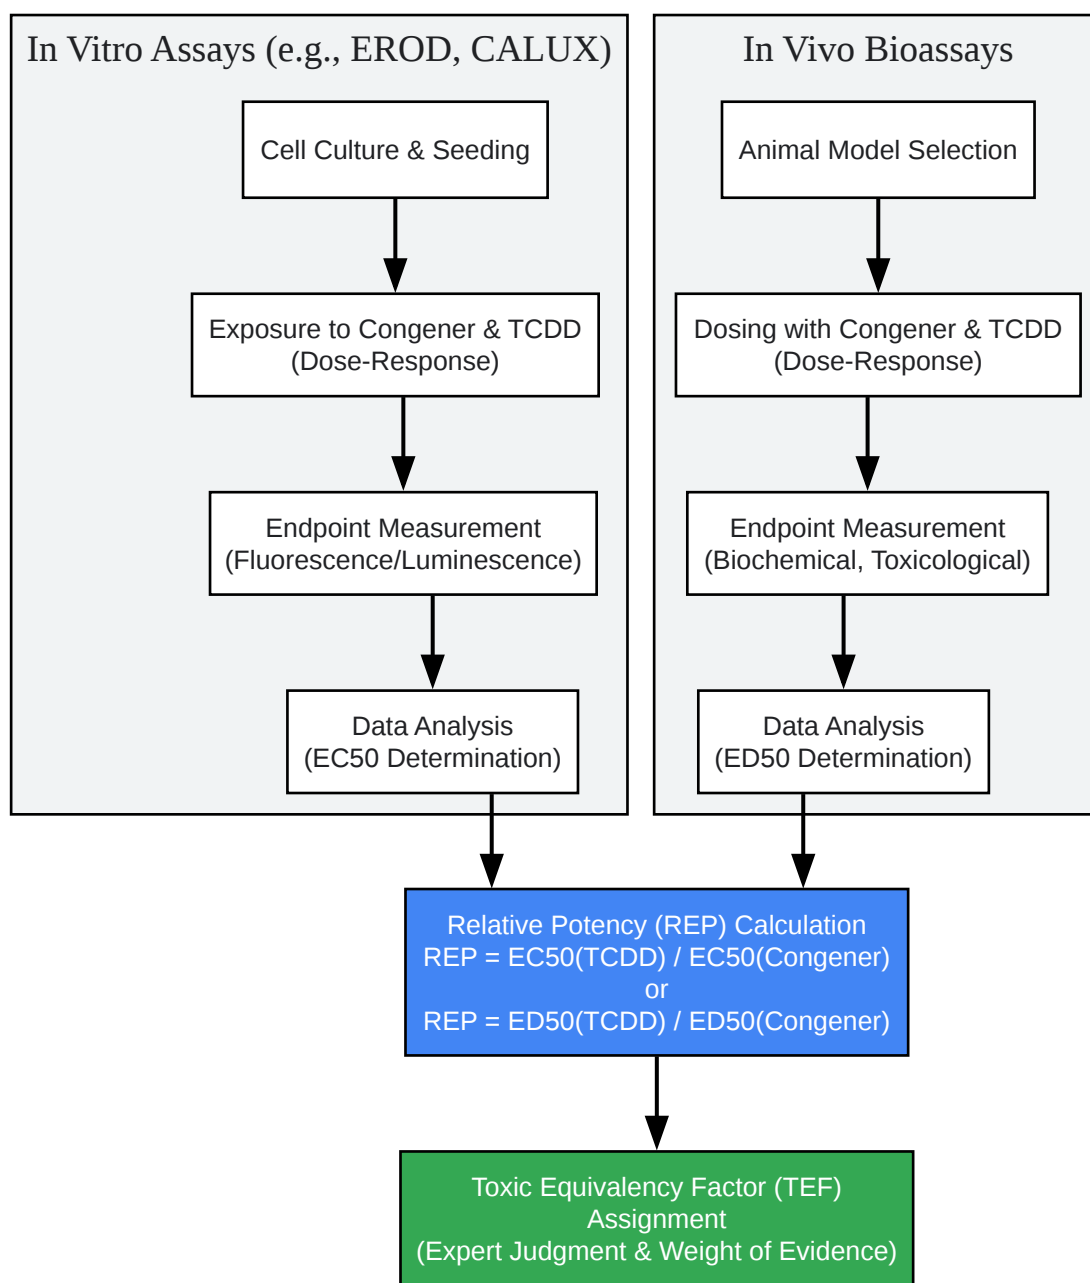 In Vitro Assays (e.g., EROD, CALUX)
Cell Culture & Seeding
Exposure to Congener & TCDD
(Dose-Response)
Endpoint Measurement
(Fluorescence/Luminescence)
Data Analysis
(EC50 Determination)
In Vivo Bioassays
Animal Model Selection
Dosing with Congener & TCDD
(Dose-Response)
Endpoint Measurement
(Biochemical, Toxicological)
Data Analysis
(ED50 Determination)
Relative Potency (REP) Calculation
REP = EC50(TCDD) / EC50(Congener)
or
REP = ED50(TCDD) / ED50(Congener)
Toxic Equivalency Factor (TEF)
Assignment
(Expert Judgment & Weight of Evidence)